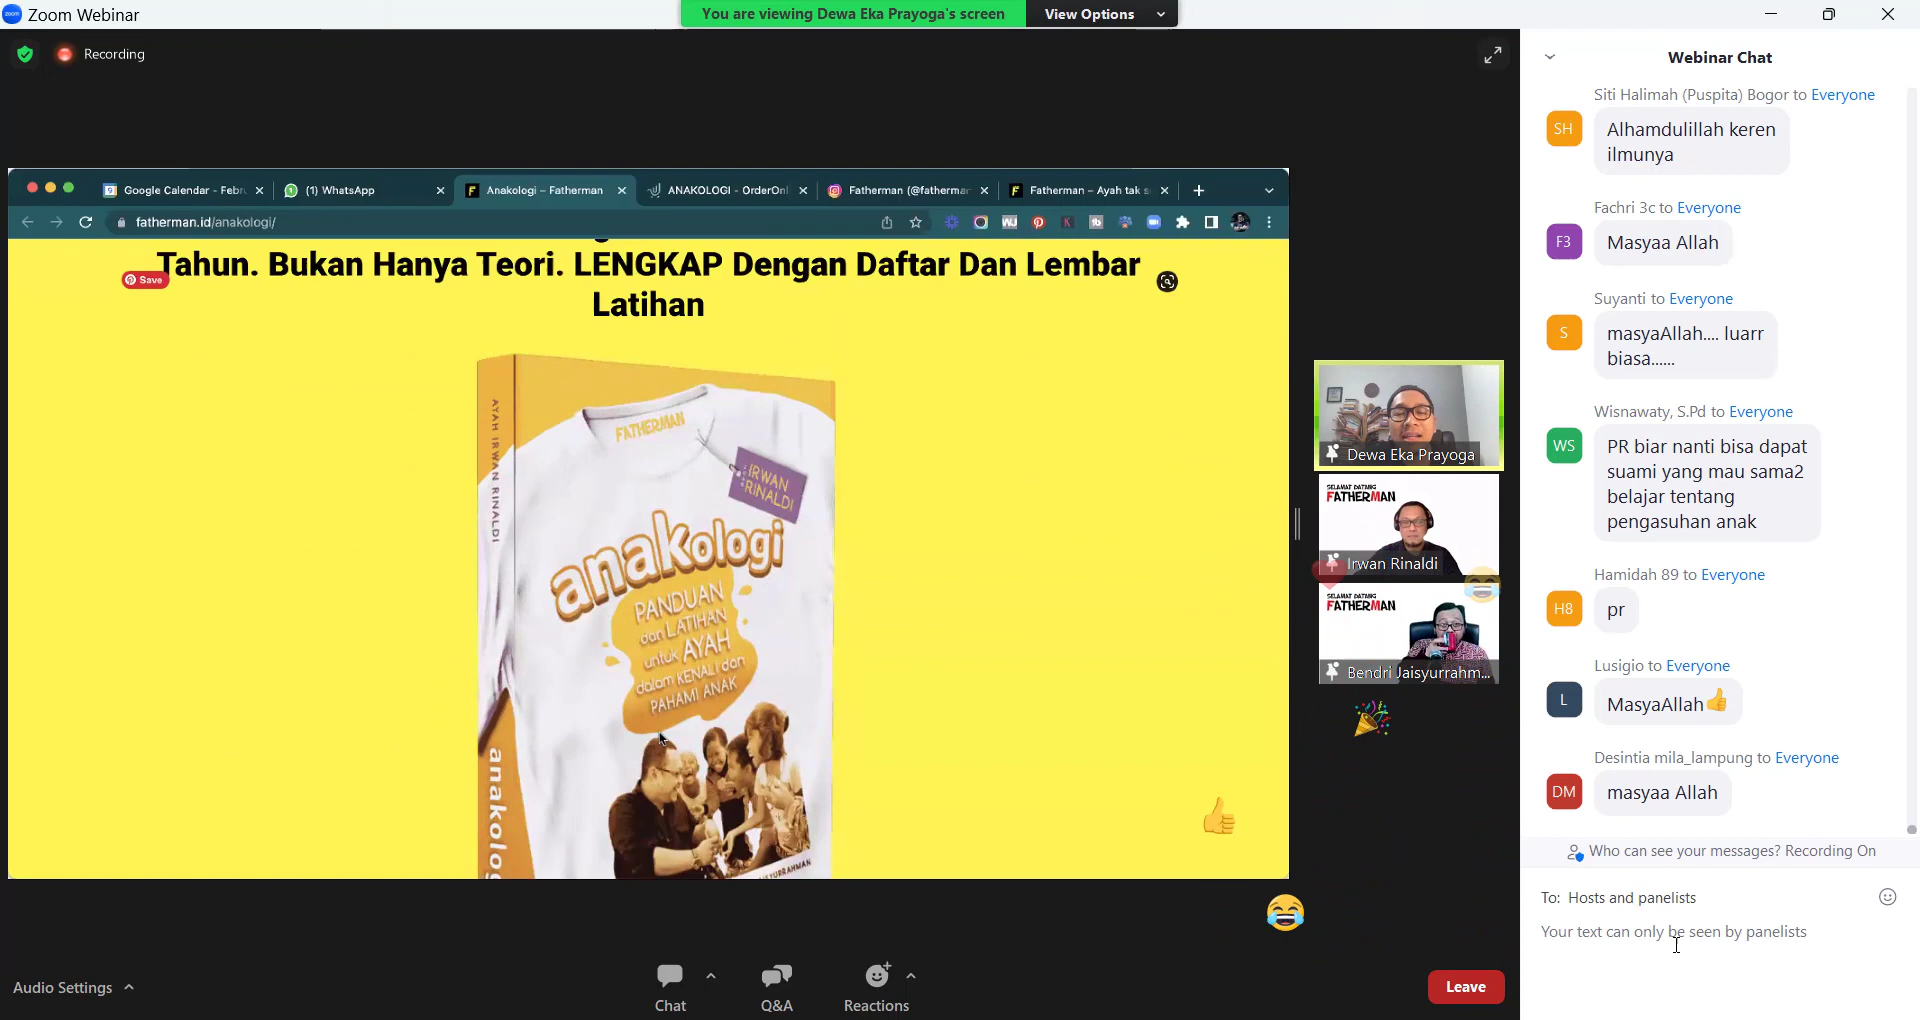 Zoom Webinar
You are viewing Dewa Eka Prayoga's screen
View Options
Recording
Google Calendar - Febru
(1) WhatsApp
Anakologi – Fatherman
ANAKOLOGI - OrderOnl
Fatherman (@fatherman
Fatherman – Ayah tak s
fatherman.id/anakologi/
Tahun. Bukan Hanya Teori. LENGKAP Dengan Daftar Dan Lembar
Latihan
Save
AYAH IRWAN RINALDI
FATHERMAN
IRWAN
RINALDI
anakologi
PANDUAN
dan LATIHAN
untuk AYAH
dalam KENALI dan
PAHAMI ANAK
anakolog
Dewa Eka Prayoga
SELAMAT DATANG
FATHERMAN
Irwan Rinaldi
SELAMAT DATANG
FATHERMAN
Bendri Jaisyurrahm...
Webinar Chat
Siti Halimah (Puspita) Bogor to Everyone
SH
Alhamdulillah keren
ilmunya
Fachri 3c to Everyone
F3
Masyaa Allah
Suyanti to Everyone
S
masyaAllah.... luarr
biasa......
Wisnawaty, S.Pd to Everyone
WS
PR biar nanti bisa dapat
suami yang mau sama2
belajar tentang
pengasuhan anak
Hamidah 89 to Everyone
H8
pr
Lusigio to Everyone
L
MasyaAllah👍
Desintia mila_lampung to Everyone
DM
masyaa Allah
Who can see your messages? Recording On
To: Hosts and panelists
Your text can only be seen by panelists
Audio Settings
Chat
Q&A
Reactions
Leave